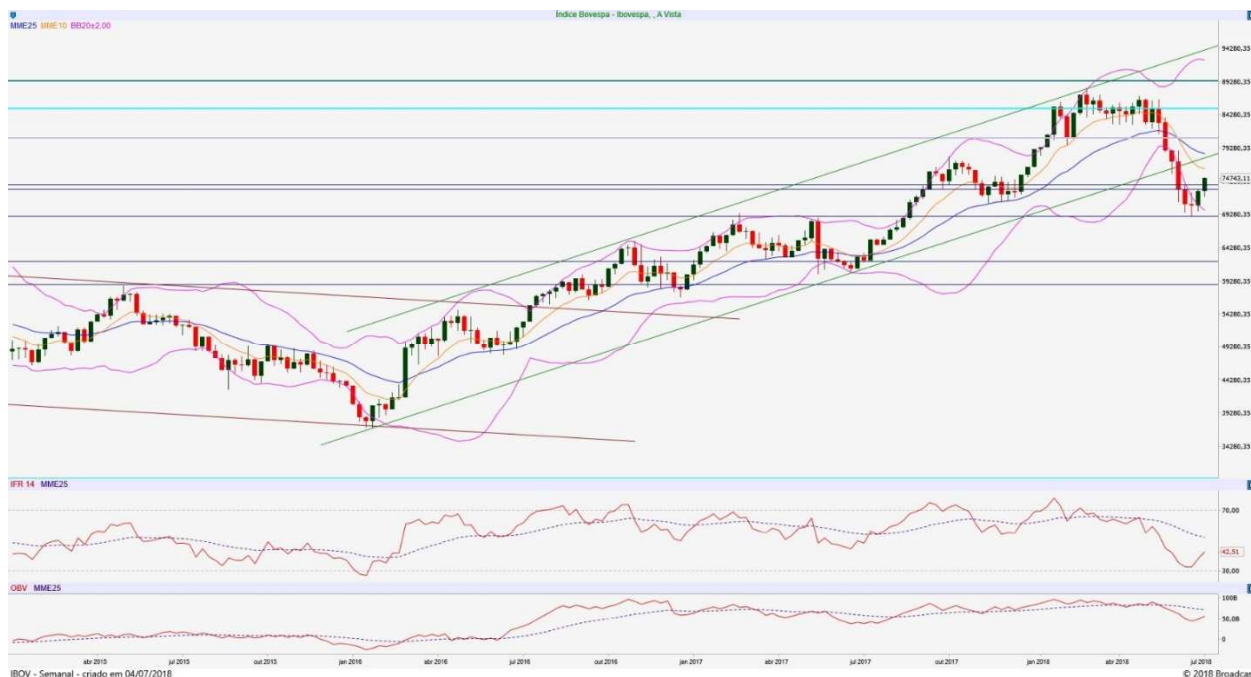 Índice Bovespa - Ibovespa, , A Vista
MME25 MME10 BB20±2,00
94280,35
89280,35
84280,35
79280,35
74743,11
69280,35
64280,35
59280,35
54280,35
49280,35
44280,35
39280,35
34280,35
IFR 14 MME25
70,00
42,51
30,00
OBV MME25
100B
50,0B
0
abr 2015 jul 2015 out 2015 jan 2016 abr 2016 jul 2016 out 2016 jan 2017 abr 2017 jul 2017 out 2017 jan 2018 abr 2018 jul 2018
IBOV - Semanal - criado em 04/07/2018 © 2018 Broadcas